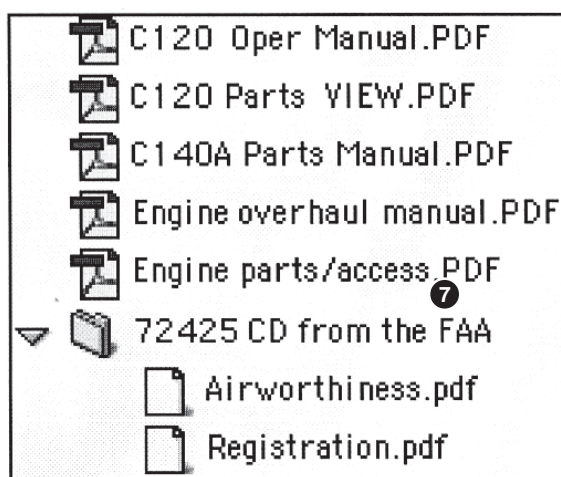 C120 Oper Manual.PDF
C120 Parts VIEW.PDF
C140A Parts Manual.PDF
Engine overhaul manual.PDF
Engine parts/access.PDF
7
72425 CD from the FAA
Airworthiness.pdf
Registration.pdf